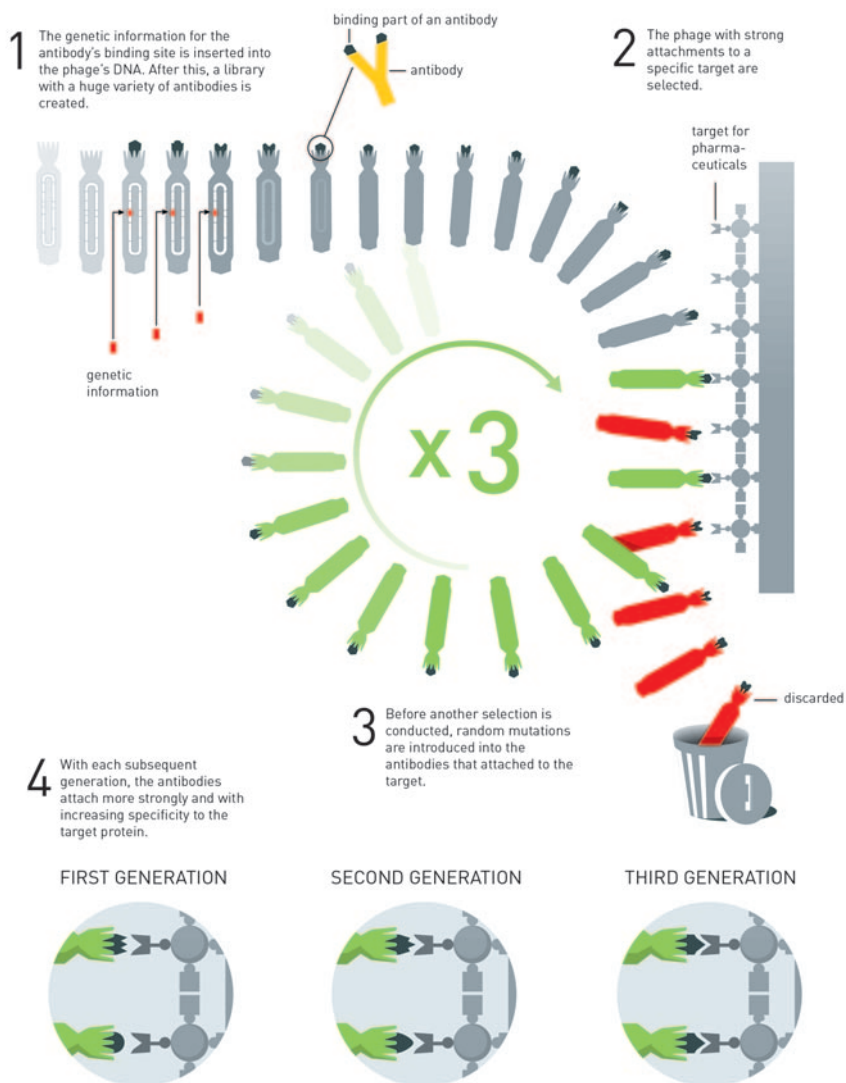 1
The genetic information for the
antibody's binding site is inserted into
the phage's DNA. After this, a library
with a huge variety of antibodies is
created.
binding part of an antibody
antibody
2
The phage with strong
attachments to a
specific target are
selected.
target for
pharma-
ceuticals
genetic
information
x 3
discarded
3
Before another selection is
conducted, random mutations
are introduced into the
antibodies that attached to the
target.
4
With each subsequent
generation, the antibodies
attach more strongly and with
increasing specificity to the
target protein.
FIRST GENERATION
SECOND GENERATION
THIRD GENERATION